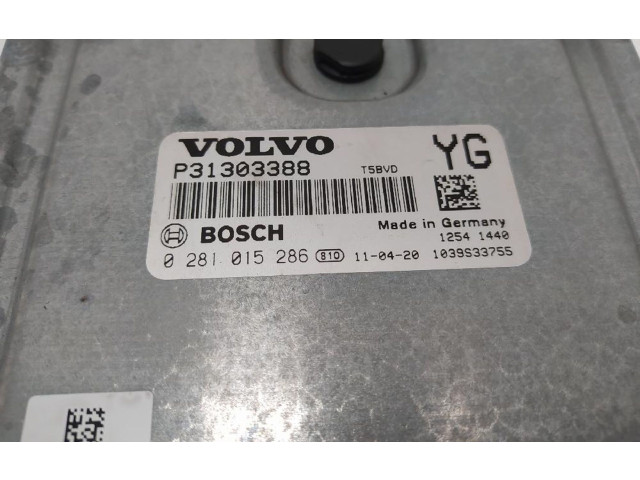 VOLVO YG
P31303388 T5BVD
BOSCH Made in Germany
1254 1440
0 281 015 286 810 11-04-20 1039S33755